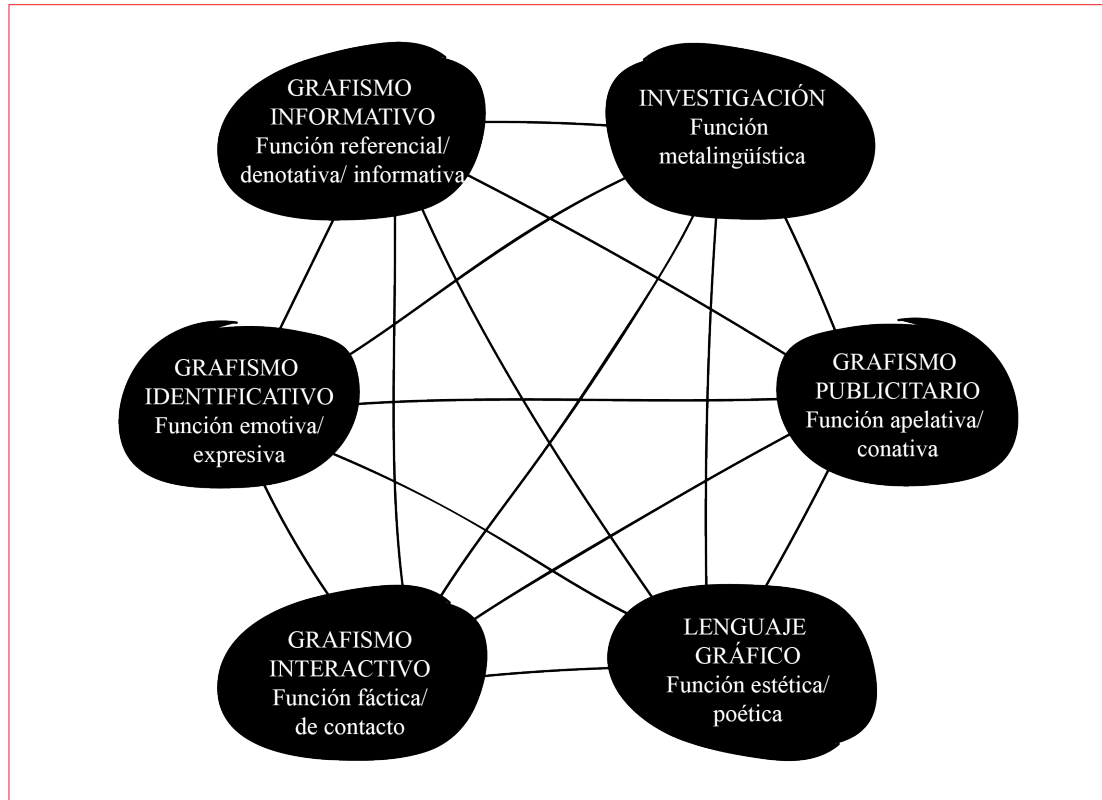 GRAFISMO
INFORMATIVO
Función referencial/
denotativa/ informativa
INVESTIGACIÓN
Función
metalingüística
GRAFISMO
IDENTIFICATIVO
Función emotiva/
expresiva
GRAFISMO
PUBLICITARIO
Función apelativa/
conativa
GRAFISMO
INTERACTIVO
Función fáctica/
de contacto
LENGUAJE
GRÁFICO
Función estética/
poética